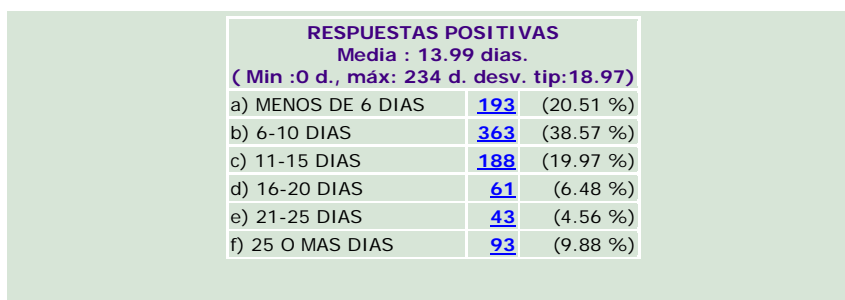 RESPUESTAS POSITIVAS
Media : 13.99 dias.
( Min :0 d., máx: 234 d. desv. tip:18.97)
a) MENOS DE 6 DIAS 193 (20.51 %)
b) 6-10 DIAS 363 (38.57 %)
c) 11-15 DIAS 188 (19.97 %)
d) 16-20 DIAS 61 (6.48 %)
e) 21-25 DIAS 43 (4.56 %)
f) 25 O MAS DIAS 93 (9.88 %)